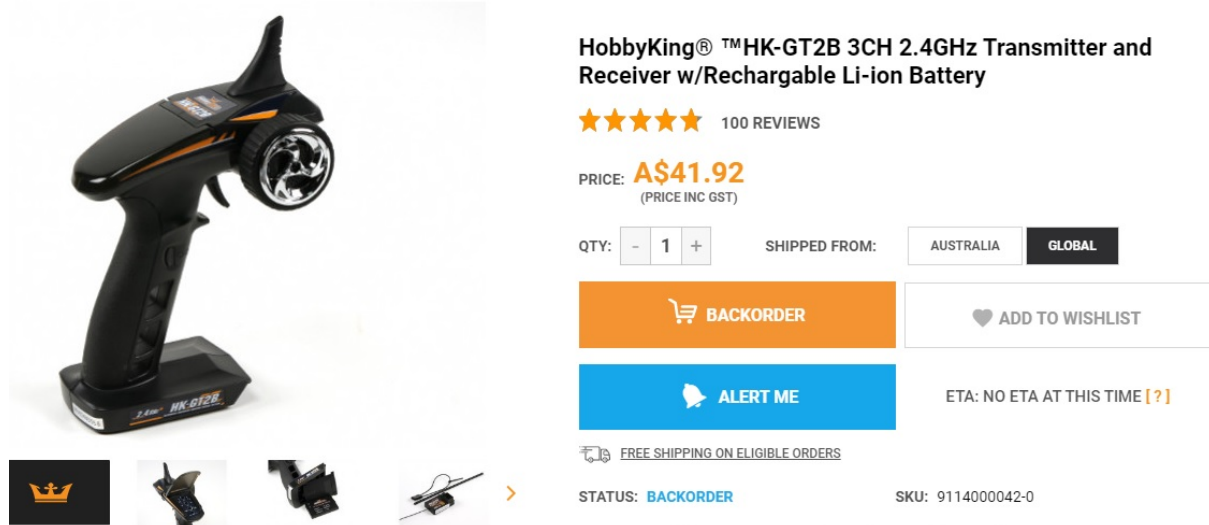 HobbyKing® ™HK-GT2B 3CH 2.4GHz Transmitter and
Receiver w/Rechargable Li-ion Battery
100 REVIEWS
PRICE: A$41.92
(PRICE INC GST)
QTY: - 1 + SHIPPED FROM: AUSTRALIA GLOBAL
BACKORDER ADD TO WISHLIST
ALERT ME ETA: NO ETA AT THIS TIME [ ? ]
FREE SHIPPING ON ELIGIBLE ORDERS
STATUS: BACKORDER SKU: 9114000042-0
HK-GT2B
2.4GHz HK-GT2B